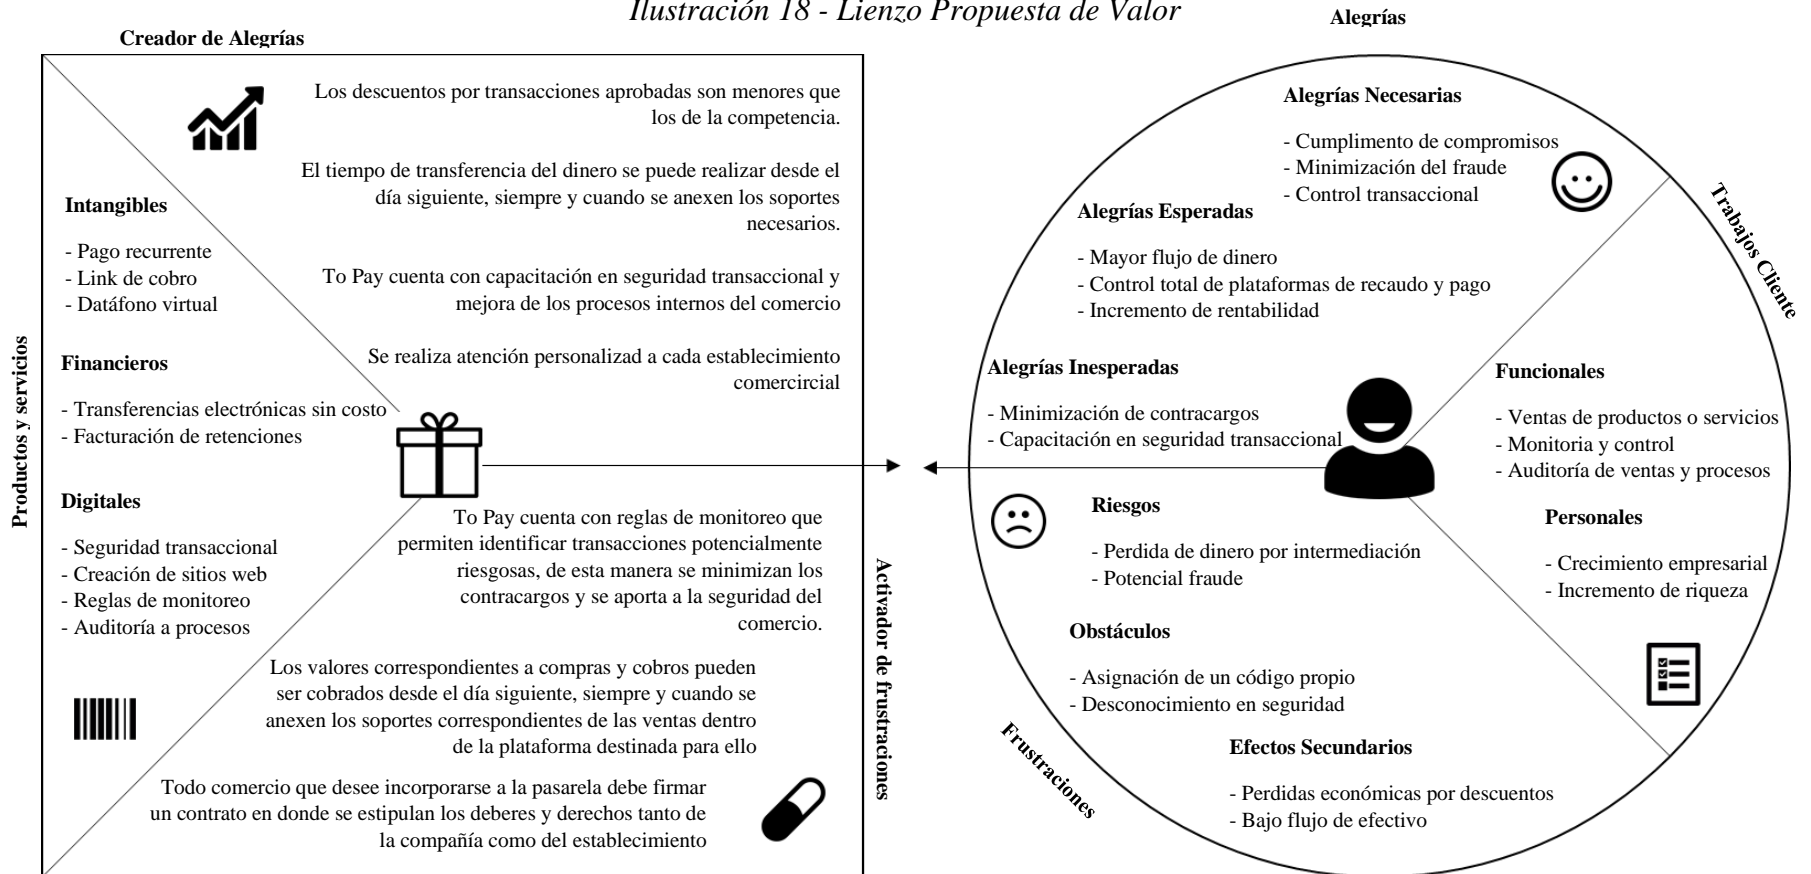 Ilustración 18 - Lienzo Propuesta de Valor
Creador de Alegrías
Los descuentos por transacciones aprobadas son menores que
los de la competencia.
El tiempo de transferencia del dinero se puede realizar desde el
día siguiente, siempre y cuando se anexen los soportes
necesarios.
To Pay cuenta con capacitación en seguridad transaccional y
mejora de los procesos internos del comercio
Se realiza atención personalizad a cada establecimiento
comercircial
Productos y servicios
Intangibles
- Pago recurrente
- Link de cobro
- Datáfono virtual
Financieros
- Transferencias electrónicas sin costo
- Facturación de retenciones
Digitales
- Seguridad transaccional
- Creación de sitios web
- Reglas de monitoreo
- Auditoría a procesos
Activador de frustraciones
To Pay cuenta con reglas de monitoreo que
permiten identificar transacciones potencialmente
riesgosas, de esta manera se minimizan los
contracargos y se aporta a la seguridad del
comercio.
Los valores correspondientes a compras y cobros pueden
ser cobrados desde el día siguiente, siempre y cuando se
anexen los soportes correspondientes de las ventas dentro
de la plataforma destinada para ello
Todo comercio que desee incorporarse a la pasarela debe firmar
un contrato en donde se estipulan los deberes y derechos tanto de
la compañía como del establecimiento
Alegrías
Alegrías Necesarias
- Cumplimento de compromisos
- Minimización del fraude
- Control transaccional
Alegrías Esperadas
- Mayor flujo de dinero
- Control total de plataformas de recaudo y pago
- Incremento de rentabilidad
Alegrías Inesperadas
- Minimización de contracargos
- Capacitación en seguridad transaccional
Trabajos Cliente
Funcionales
- Ventas de productos o servicios
- Monitoria y control
- Auditoría de ventas y procesos
Personales
- Crecimiento empresarial
- Incremento de riqueza
Frustraciones
Riesgos
- Perdida de dinero por intermediación
- Potencial fraude
Obstáculos
- Asignación de un código propio
- Desconocimiento en seguridad
Efectos Secundarios
- Perdidas económicas por descuentos
- Bajo flujo de efectivo